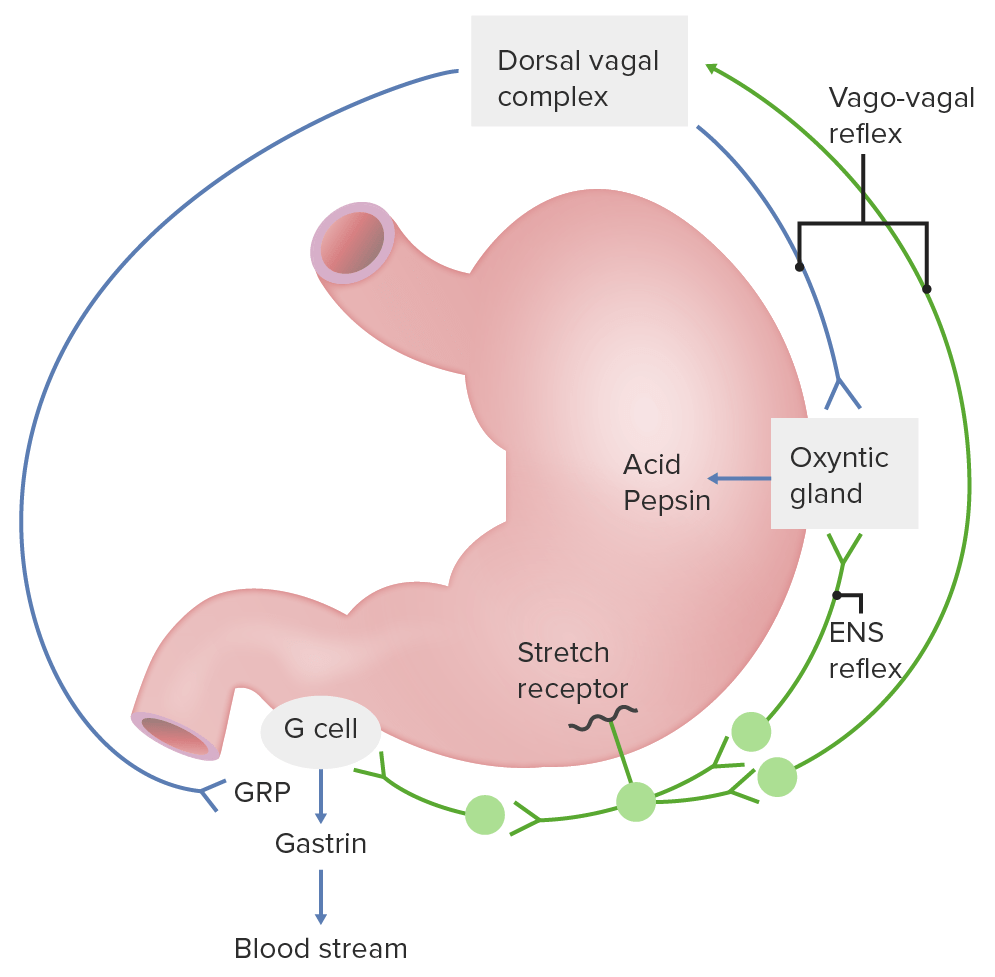 Dorsal vagal
complex
Vago-vagal
reflex
Acid
Pepsin
Oxyntic
gland
ENS
reflex
Stretch
receptor
G cell
GRP
Gastrin
Blood stream